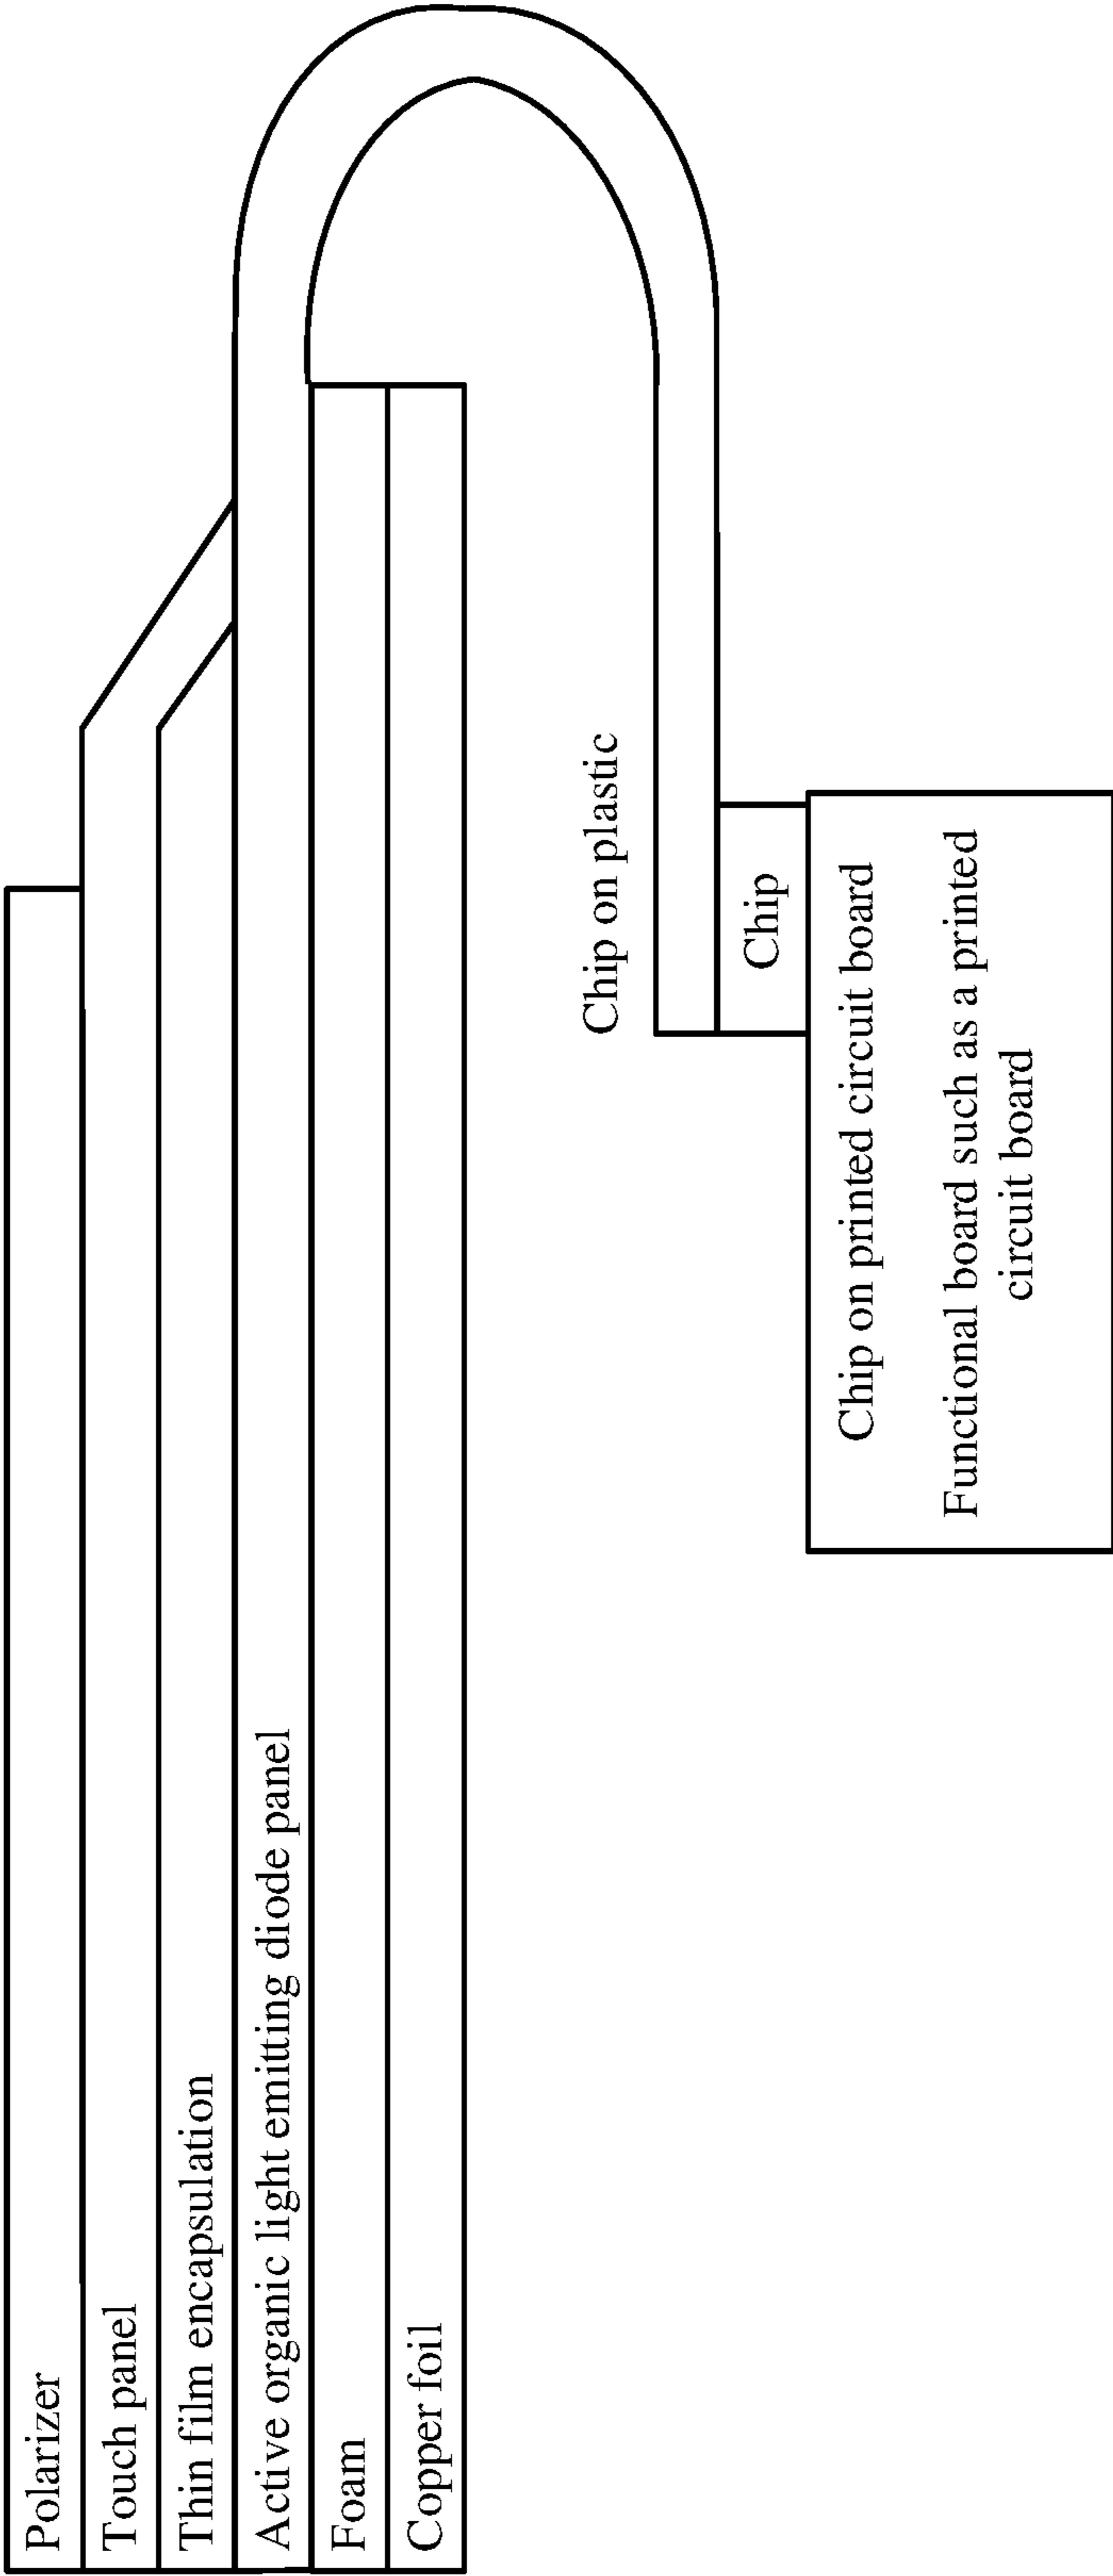 Polarizer
Touch panel
Thin film encapsulation
Active organic light emitting diode panel
Foam
Copper foil
Chip on plastic
Chip
Chip on printed circuit board
Functional board such as a printed
circuit board